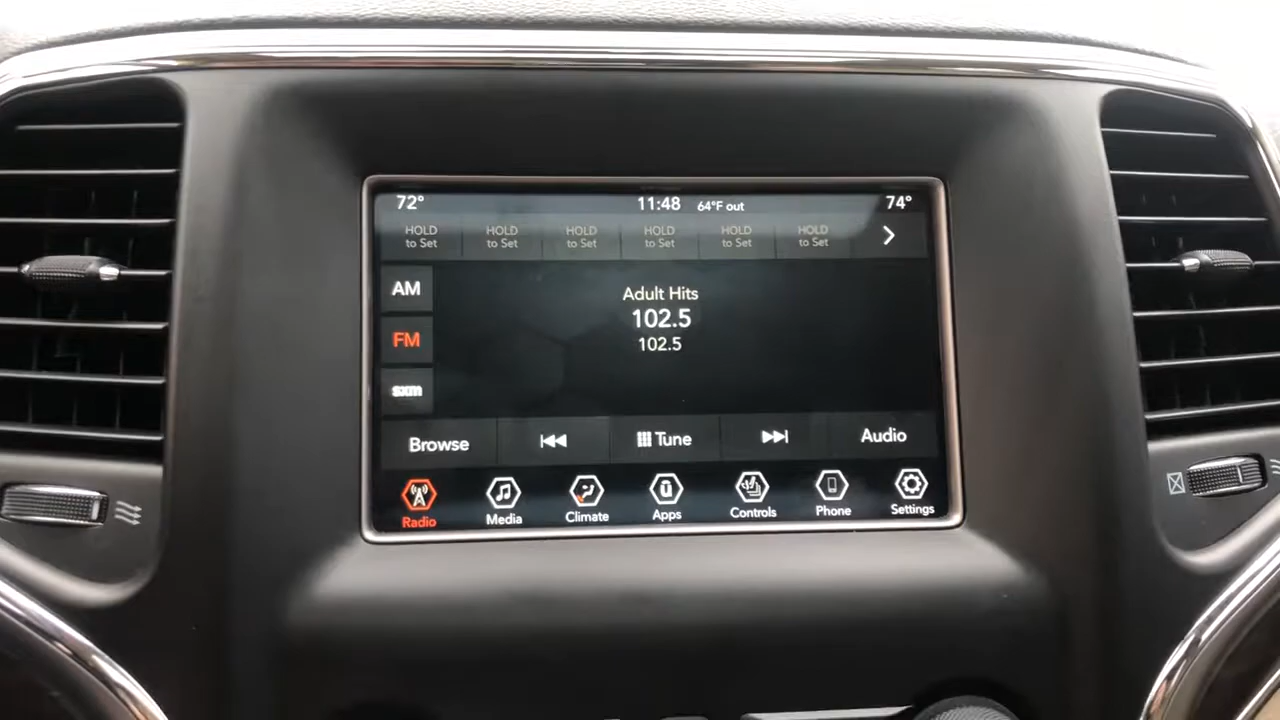 72° 11:48 64°F out 74°
HOLD to Set
HOLD to Set
HOLD to Set
HOLD to Set
HOLD to Set
HOLD to Set
AM
Adult Hits
102.5
FM
102.5
sxm
Browse Tune Audio
Radio Media Climate Apps Controls Phone Settings